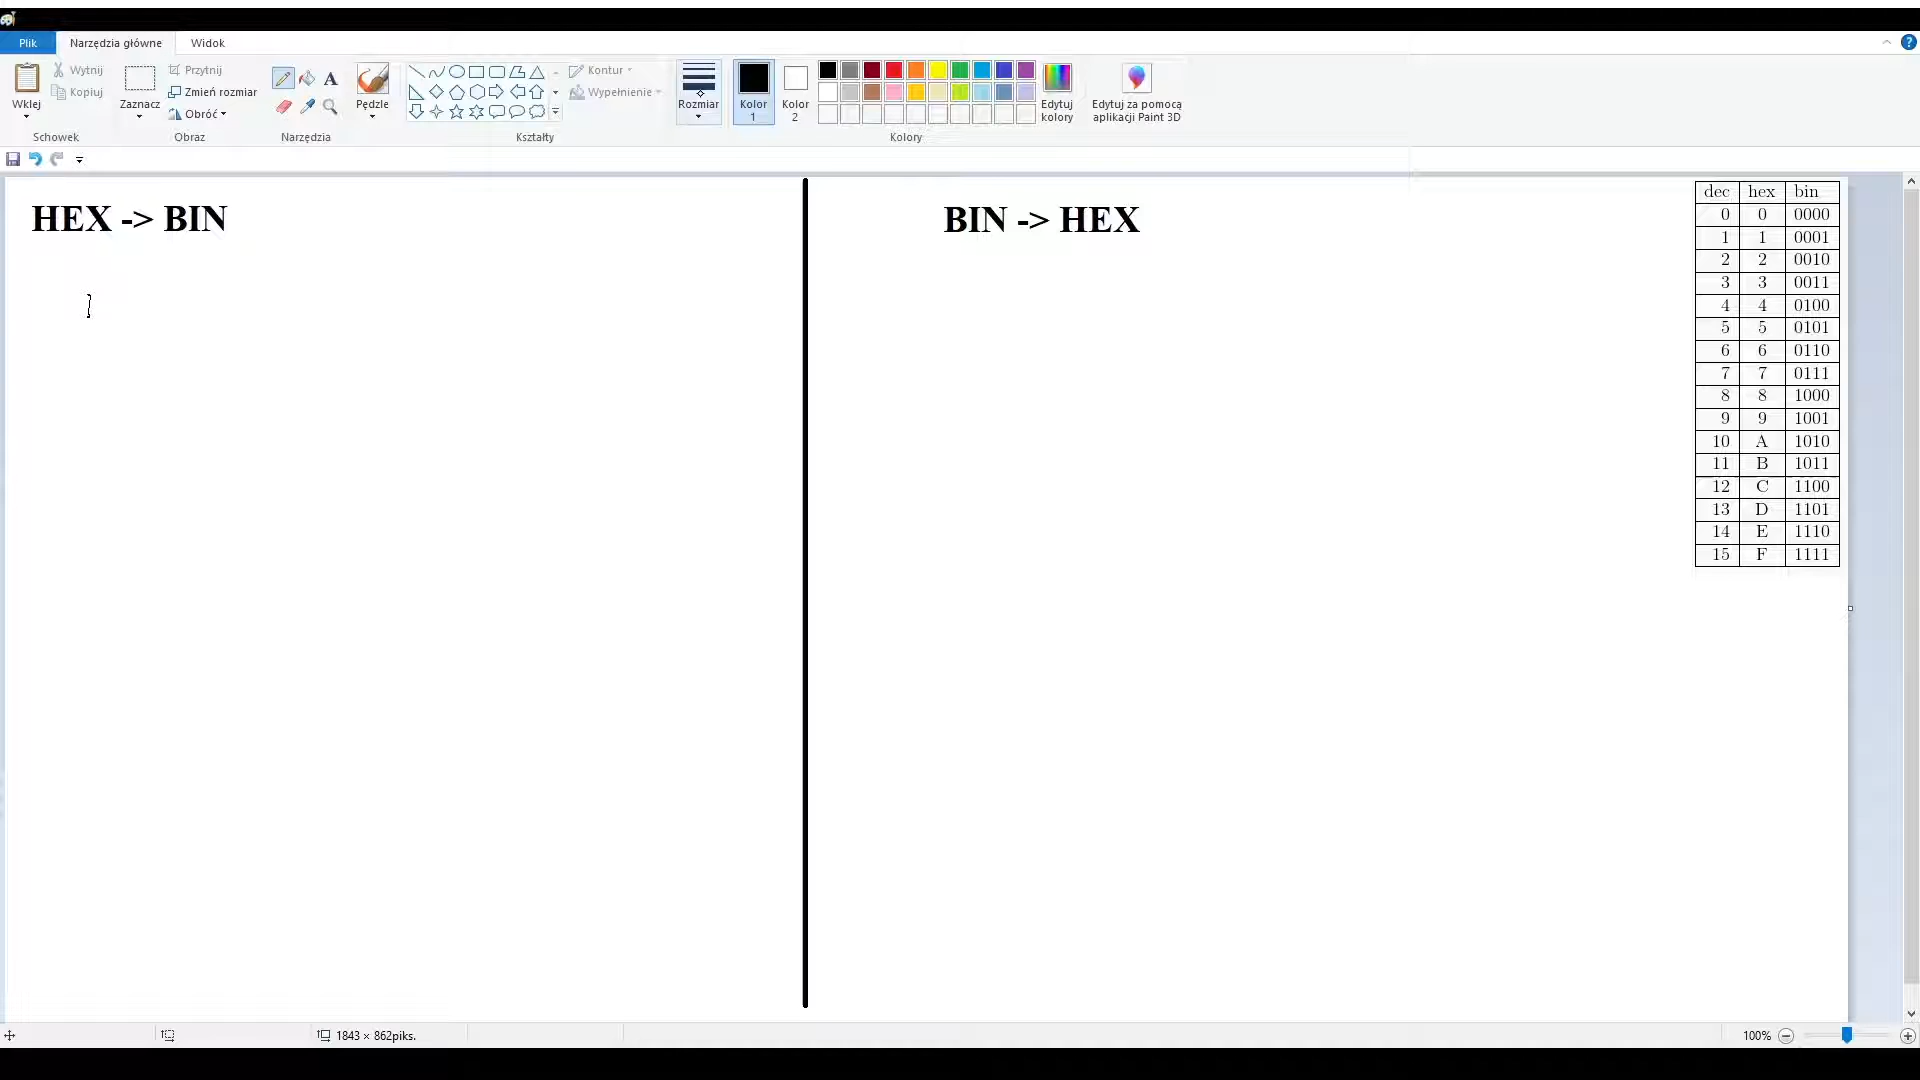 Plik Narzędzia główne Widok
Wklej
Wytnij
Kopiuj
Schowek
Zaznacz
Przytnij
Zmień rozmiar
Obróć
Obraz
A
Narzędzia
Pędzle
Kształty
Kontur
Wypełnienie
Rozmiar
Kolor
1
Kolor
2
Edytuj
kolory
Kolory
Edytuj za pomocą
aplikacji Paint 3D
?
HEX -> BIN
BIN -> HEX
dec hex bin
0 0 0000
1 1 0001
2 2 0010
3 3 0011
4 4 0100
5 5 0101
6 6 0110
7 7 0111
8 8 1000
9 9 1001
10 A 1010
11 B 1011
12 C 1100
13 D 1101
14 E 1110
15 F 1111
1843 × 862piks.
100%